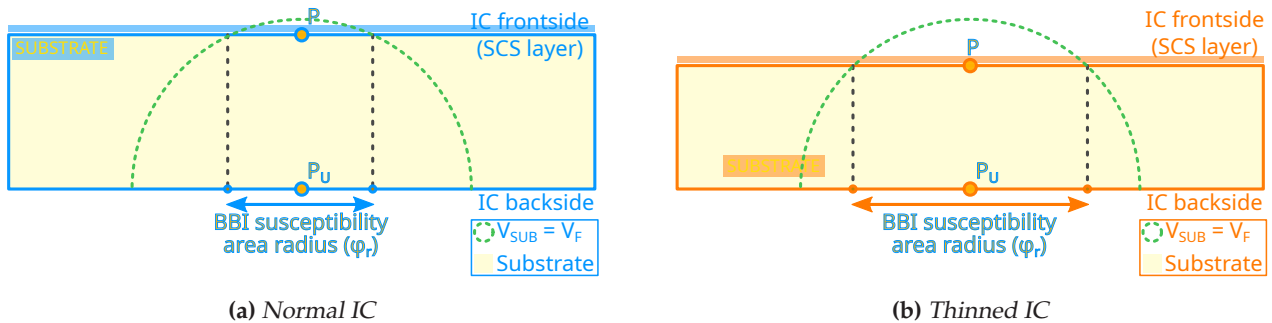 P
IC frontside
(SCS layer)
SUBSTRATE
P_U
IC backside
BBI susceptibility
area radius (φ_r)
V_SUB = V_F
Substrate
(a) Normal IC
IC frontside
(SCS layer)
P
SUBSTRATE
P_U
IC backside
BBI susceptibility
area radius (φ_r)
V_SUB = V_F
Substrate
(b) Thinned IC